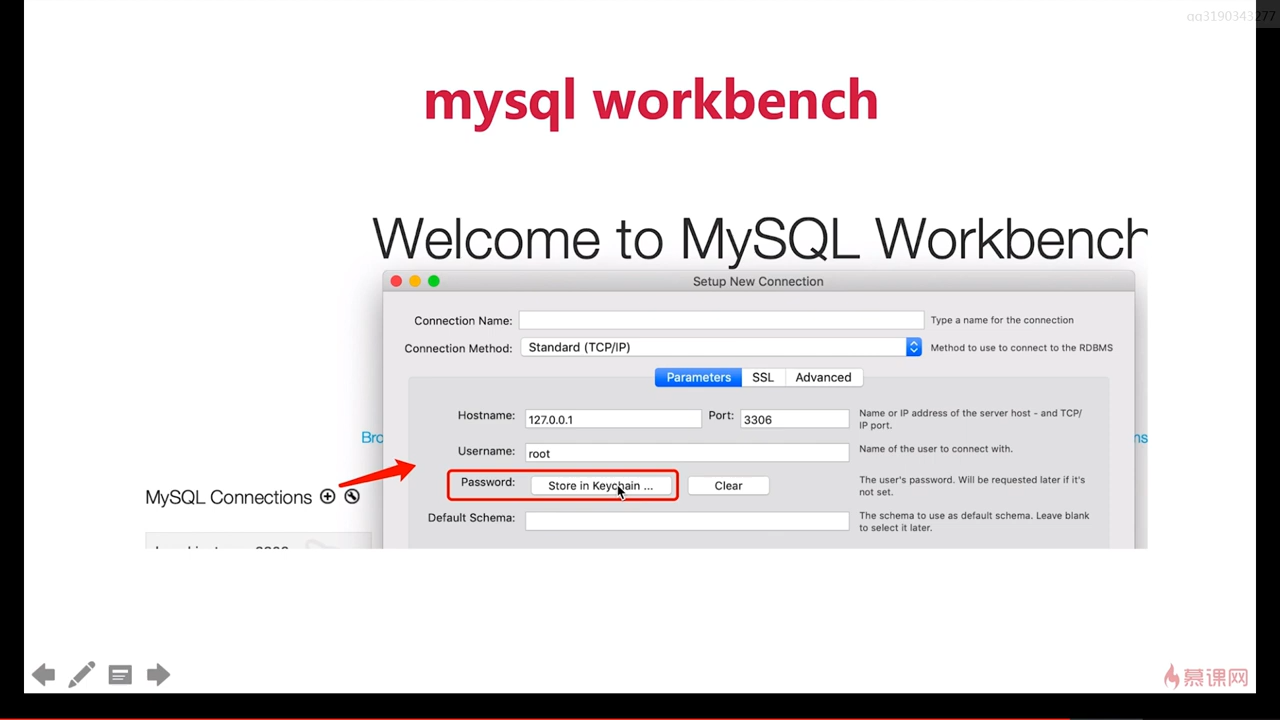 qq3190343277
mysql workbench
Welcome to MySQL Workbench
Setup New Connection
Connection Name:
Type a name for the connection
Connection Method: Standard (TCP/IP)
Method to use to connect to the RDBMS
Parameters SSL Advanced
Hostname: 127.0.0.1 Port: 3306
Name or IP address of the server host - and TCP/
IP port.
Username: root
Name of the user to connect with.
Password: Store in Keychain ... Clear
The user's password. Will be requested later if it's
not set.
Default Schema:
The schema to use as default schema. Leave blank
to select it later.
MySQL Connections
慕课网